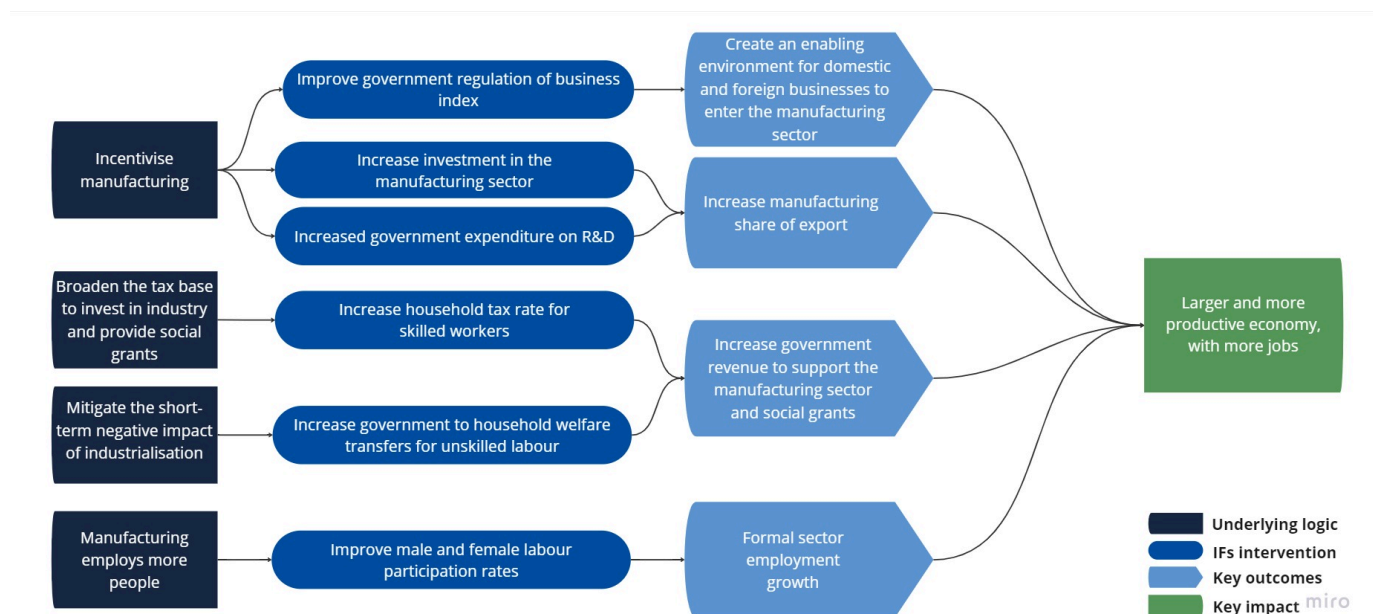 Incentivise
manufacturing
Broaden the tax base
to invest in industry
and provide social
grants
Mitigate the short-
term negative impact
of industrialisation
Manufacturing
employs more
people
Improve government regulation of business
index
Increase investment in the
manufacturing sector
Increased government expenditure on R&D
Increase household tax rate for
skilled workers
Increase government to household welfare
transfers for unskilled labour
Improve male and female labour
participation rates
Create an enabling
environment for domestic
and foreign businesses to
enter the manufacturing
sector
Increase manufacturing
share of export
Increase government
revenue to support the
manufacturing sector
and social grants
Formal sector
employment
growth
Larger and more
productive economy,
with more jobs
Underlying logic
IFs intervention
Key outcomes
Key impact
miro